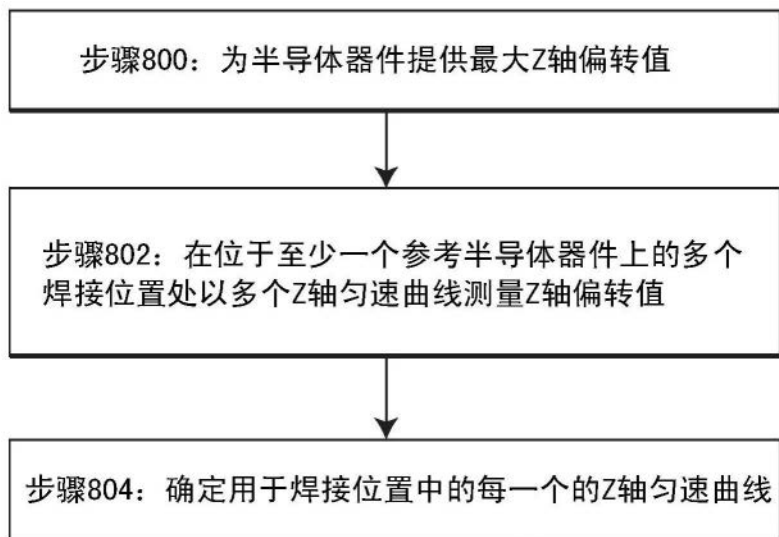 步骤800：为半导体器件提供最大Z轴偏转值
步骤802：在位于至少一个参考半导体器件上的多个
焊接位置处以多个Z轴匀速曲线测量Z轴偏转值
步骤804：确定用于焊接位置中的每一个的Z轴匀速曲线